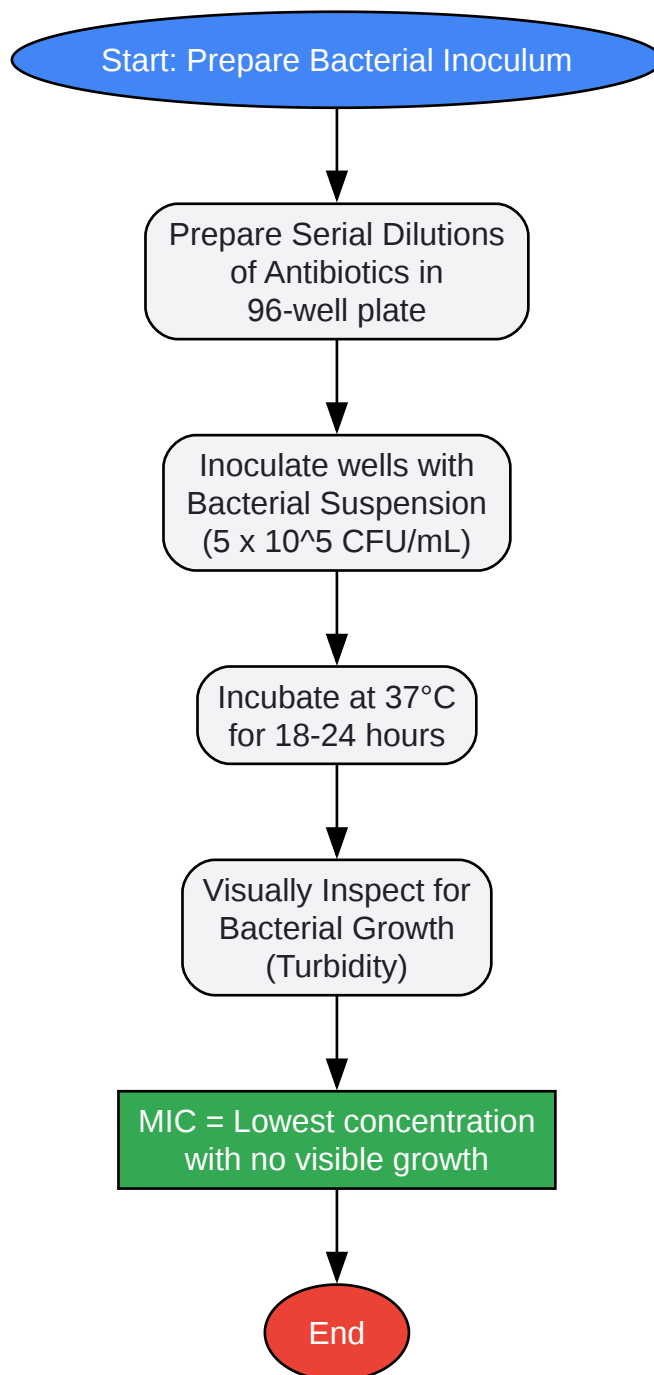 Start: Prepare Bacterial Inoculum
Prepare Serial Dilutions
of Antibiotics in
96-well plate
Inoculate wells with
Bacterial Suspension
(5 x 10^5 CFU/mL)
Incubate at 37°C
for 18-24 hours
Visually Inspect for
Bacterial Growth
(Turbidity)
MIC = Lowest concentration
with no visible growth
End